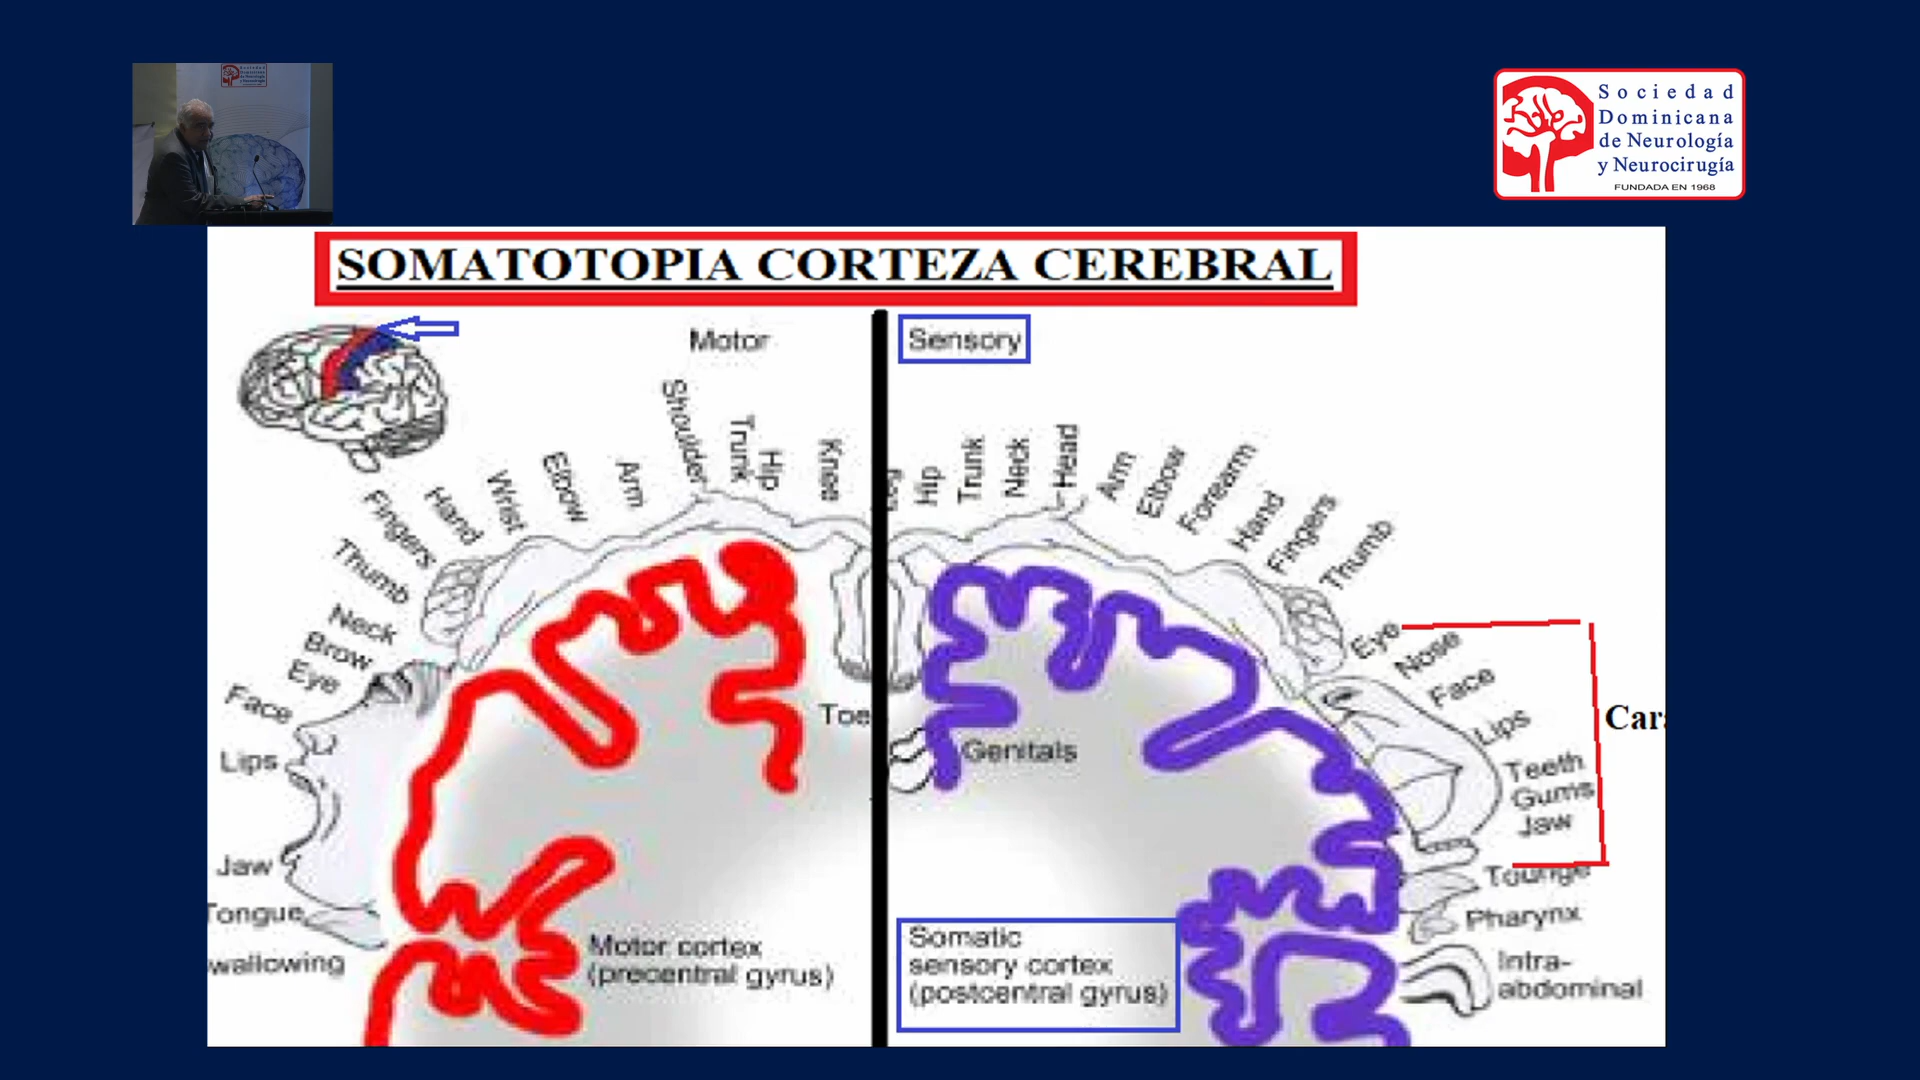 Sociedad
Dominicana
de Neurología
y Neurocirugía
FUNDADA EN 1968
SOMATOTOPIA CORTEZA CEREBRAL
Motor
Sensory
Shoulder
Trunk
Hip
Knee
Arm
Elbow
Wrist
Hand
Fingers
Thumb
Neck
Brow
Eye
Face
Lips
Jaw
Tongue
wallowing
Toe
Motor cortex
(precentral gyrus)
Hip
Trunk
Neck
Head
Arm
Elbow
Forearm
Hand
Fingers
Thumb
Eye
Nose
Face
Lips
Teeth
Gums
Jaw
Car
Tounge
Pharynx
Intra-
abdominal
Genitals
Somatic
sensory cortex
(postcentral gyrus)